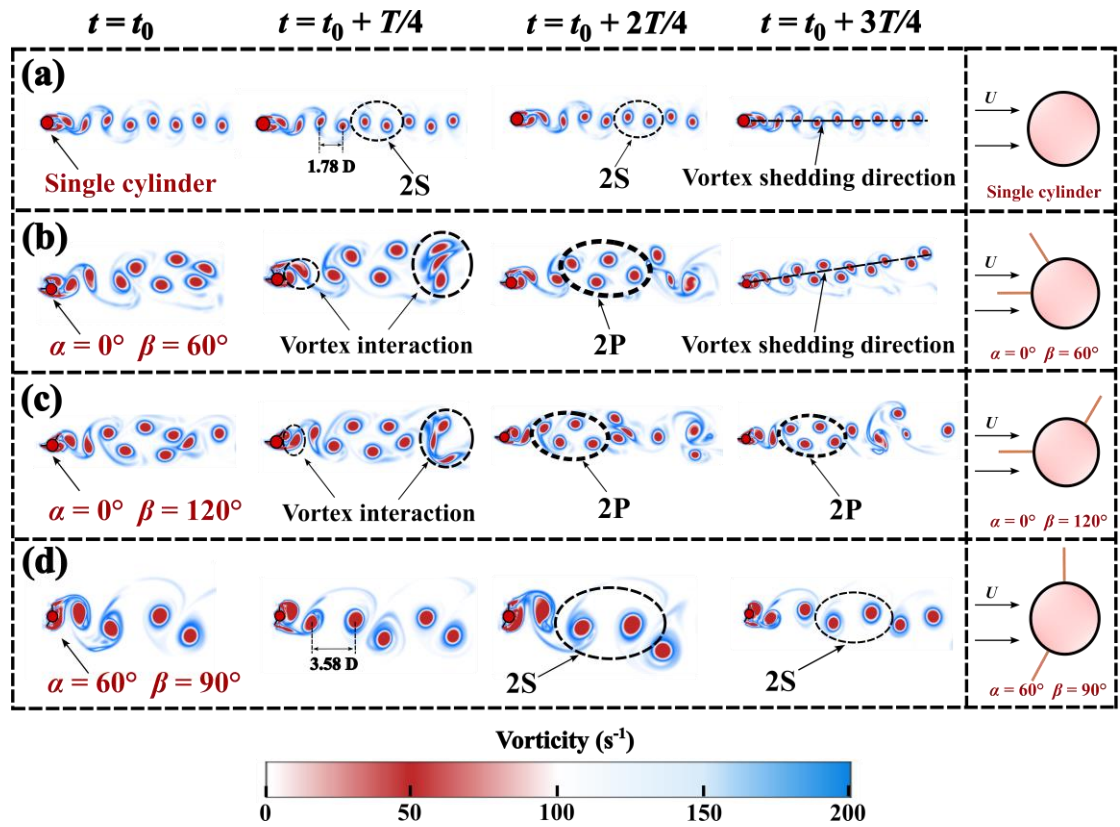 t = t₀ t = t₀ + T/4 t = t₀ + 2T/4 t = t₀ + 3T/4
(a)
1.78 D
Single cylinder
2S
2S
Vortex shedding direction
U
Single cylinder
(b)
α = 0° β = 60°
Vortex interaction
2P
Vortex shedding direction
U
α = 0° β = 60°
(c)
α = 0° β = 120°
Vortex interaction
2P
2P
U
α = 0° β = 120°
(d)
α = 60° β = 90°
3.58 D
2S
2S
U
α = 60° β = 90°
Vorticity (s⁻¹)
0 50 100 150 200